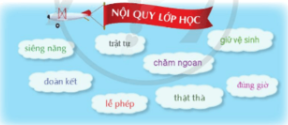 NỘI QUY LỚP HỌC
siêng năng
trật tự
giữ vệ sinh
chăm ngoan
đoàn kết
lễ phép
thật thà
đúng giờ